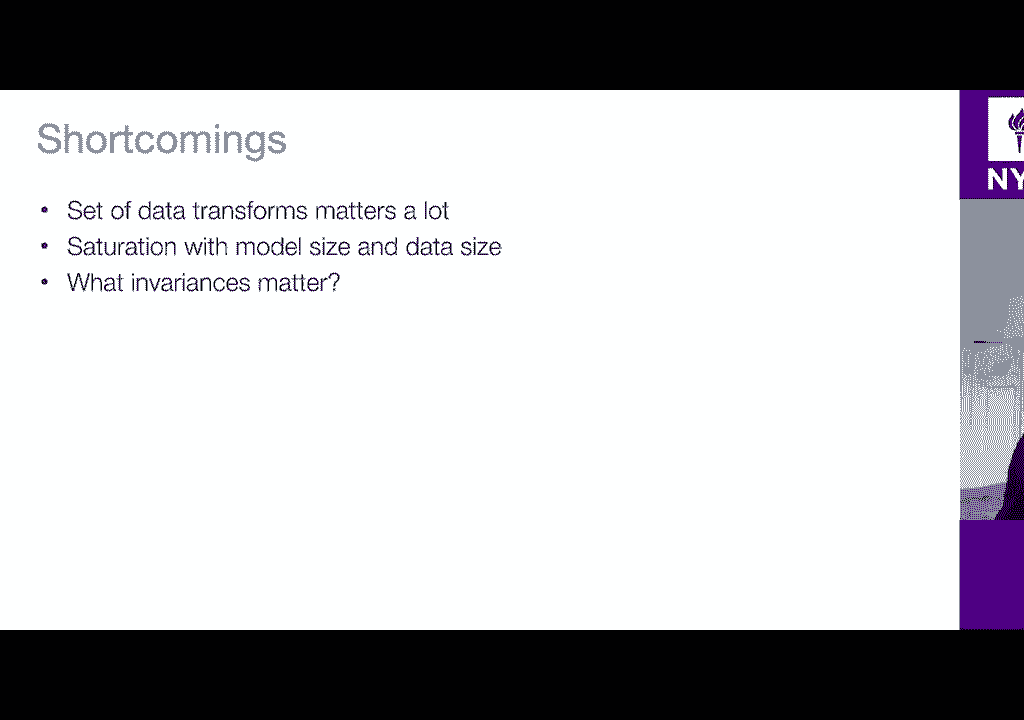 Shortcomings
• Set of data transforms matters a lot
• Saturation with model size and data size
• What invariances matter?
NY